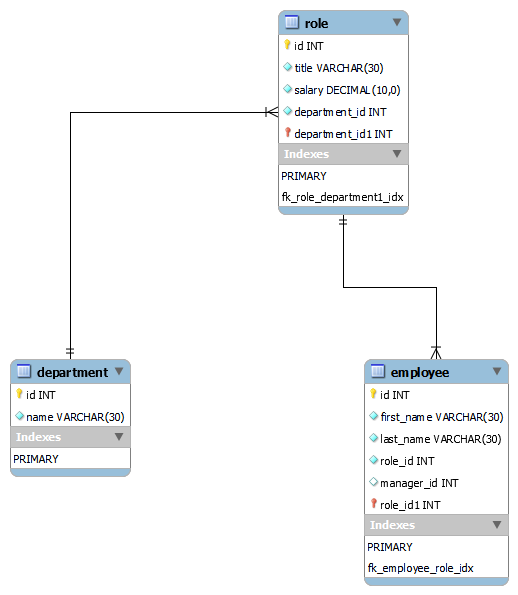 role
id INT
title VARCHAR(30)
salary DECIMAL(10,0)
department_id INT
department_id1 INT
Indexes
PRIMARY
fk_role_department1_idx
department
id INT
name VARCHAR(30)
Indexes
PRIMARY
employee
id INT
first_name VARCHAR(30)
last_name VARCHAR(30)
role_id INT
manager_id INT
role_id1 INT
Indexes
PRIMARY
fk_employee_role_idx